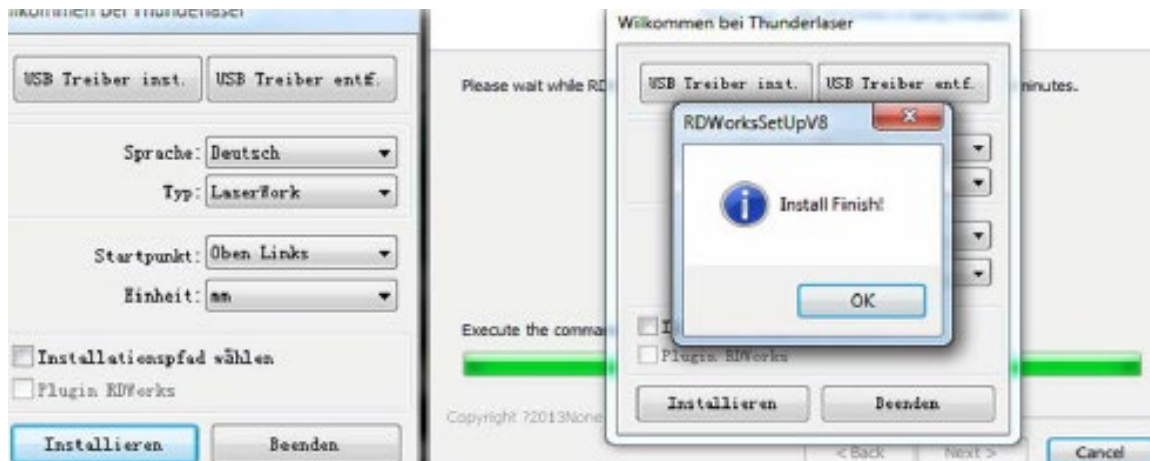 Willkommen bei Thunderlaser
USB Treiber inst.
USB Treiber entf.
Sprache:
Deutsch
Typ:
LaserWork
Startpunkt:
Oben Links
Einheit:
mm
Installationspfad wählen
Plugin RDWorks
Installieren
Beenden
Please wait while RD
minutes.
Execute the comman
Copyright ?2013None
< Back
Next >
Cancel
Willkommen bei Thunderlaser
USB Treiber inst.
USB Treiber entf.
I
Plugin RDWorks
Installieren
Beenden
RDWorksSetUpV8
Install Finish!
OK